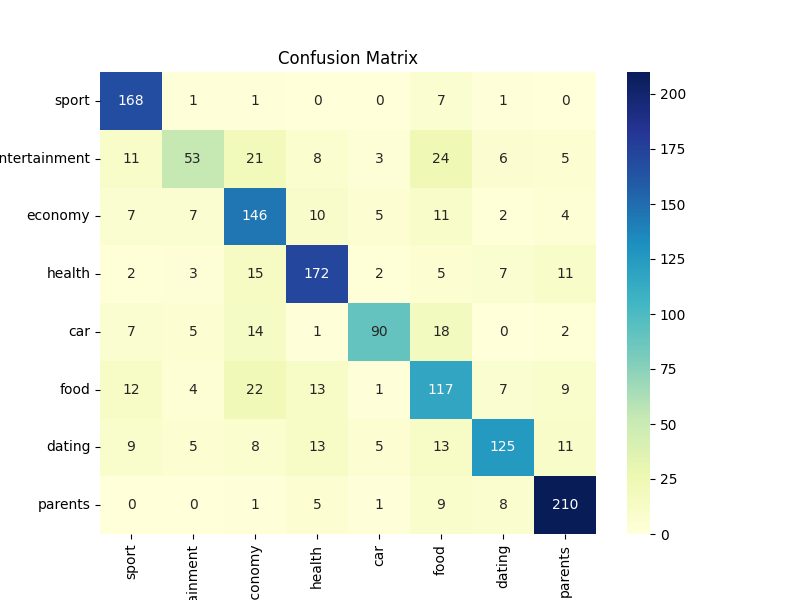 Confusion Matrix
sport 168 1 1 0 0 7 1 0
ntertainment 11 53 21 8 3 24 6 5
economy 7 7 146 10 5 11 2 4
health 2 3 15 172 2 5 7 11
car 7 5 14 1 90 18 0 2
food 12 4 22 13 1 117 7 9
dating 9 5 8 13 5 13 125 11
parents 0 0 1 5 1 9 8 210
sport ainment conomy health car food dating parents
200
175
150
125
100
75
50
25
0